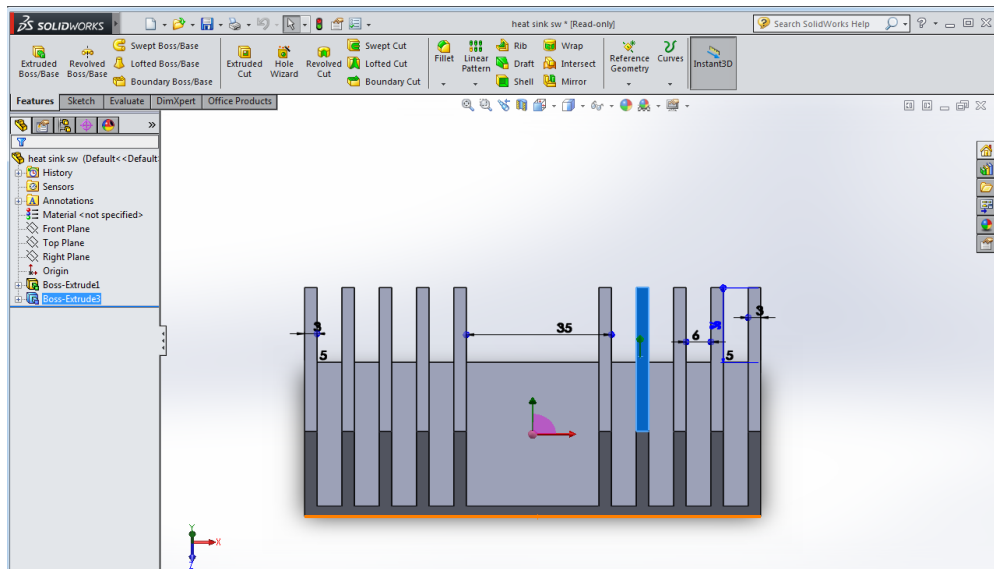 SOLIDWORKS
heat sink sw * [Read-only]
Search SolidWorks Help
Extruded Boss/Base
Revolved Boss/Base
Swept Boss/Base
Lofted Boss/Base
Boundary Boss/Base
Extruded Cut
Hole Wizard
Revolved Cut
Swept Cut
Lofted Cut
Boundary Cut
Fillet
Linear Pattern
Rib
Draft
Shell
Wrap
Intersect
Mirror
Reference Geometry
Curves
Instant3D
Features
Sketch
Evaluate
DimXpert
Office Products
heat sink sw (Default<<Default
History
Sensors
Annotations
Material <not specified>
Front Plane
Top Plane
Right Plane
Origin
Boss-Extrude1
Boss-Extrude3
3
35
3
6
5
5
Y
X
Z